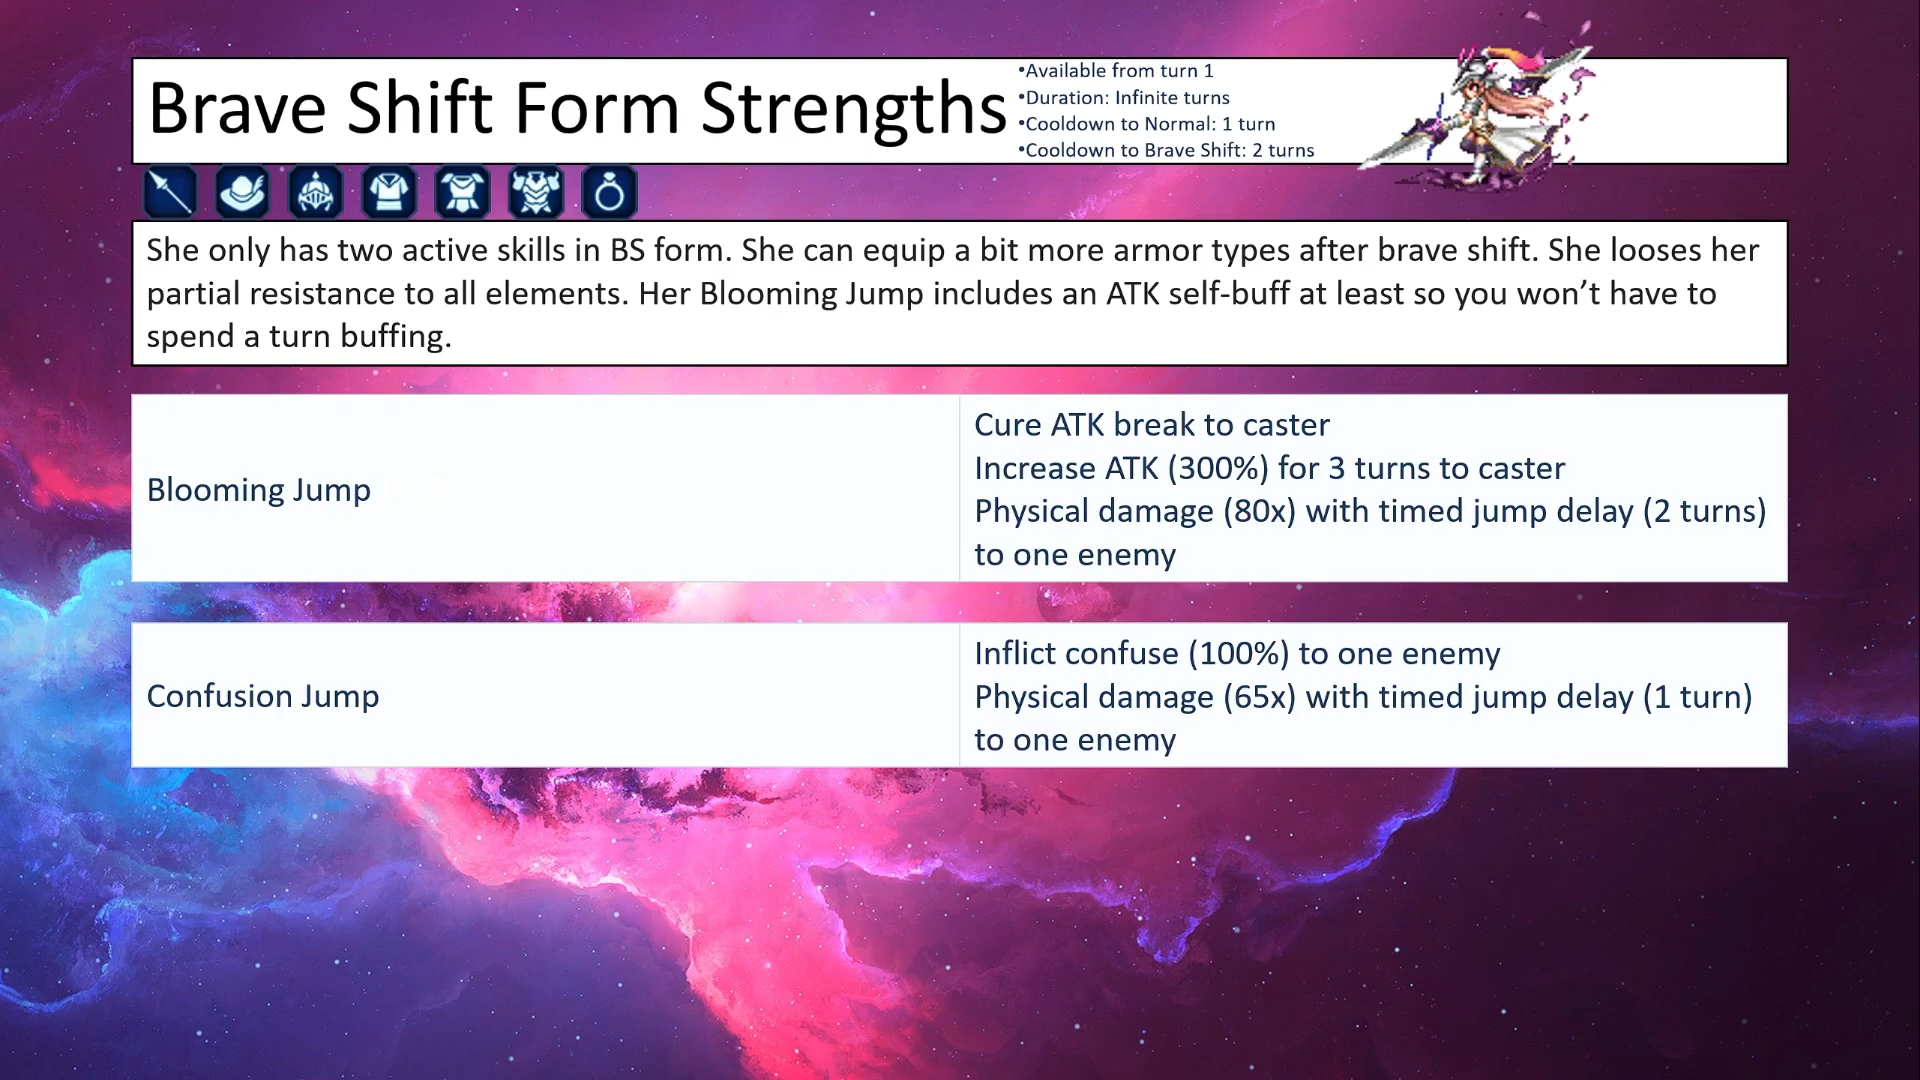 Brave Shift Form Strengths
•Available from turn 1
•Duration: Infinite turns
•Cooldown to Normal: 1 turn
•Cooldown to Brave Shift: 2 turns
She only has two active skills in BS form. She can equip a bit more armor types after brave shift. She looses her
partial resistance to all elements. Her Blooming Jump includes an ATK self-buff at least so you won’t have to
spend a turn buffing.
Blooming Jump
Cure ATK break to caster
Increase ATK (300%) for 3 turns to caster
Physical damage (80x) with timed jump delay (2 turns)
to one enemy
Confusion Jump
Inflict confuse (100%) to one enemy
Physical damage (65x) with timed jump delay (1 turn)
to one enemy